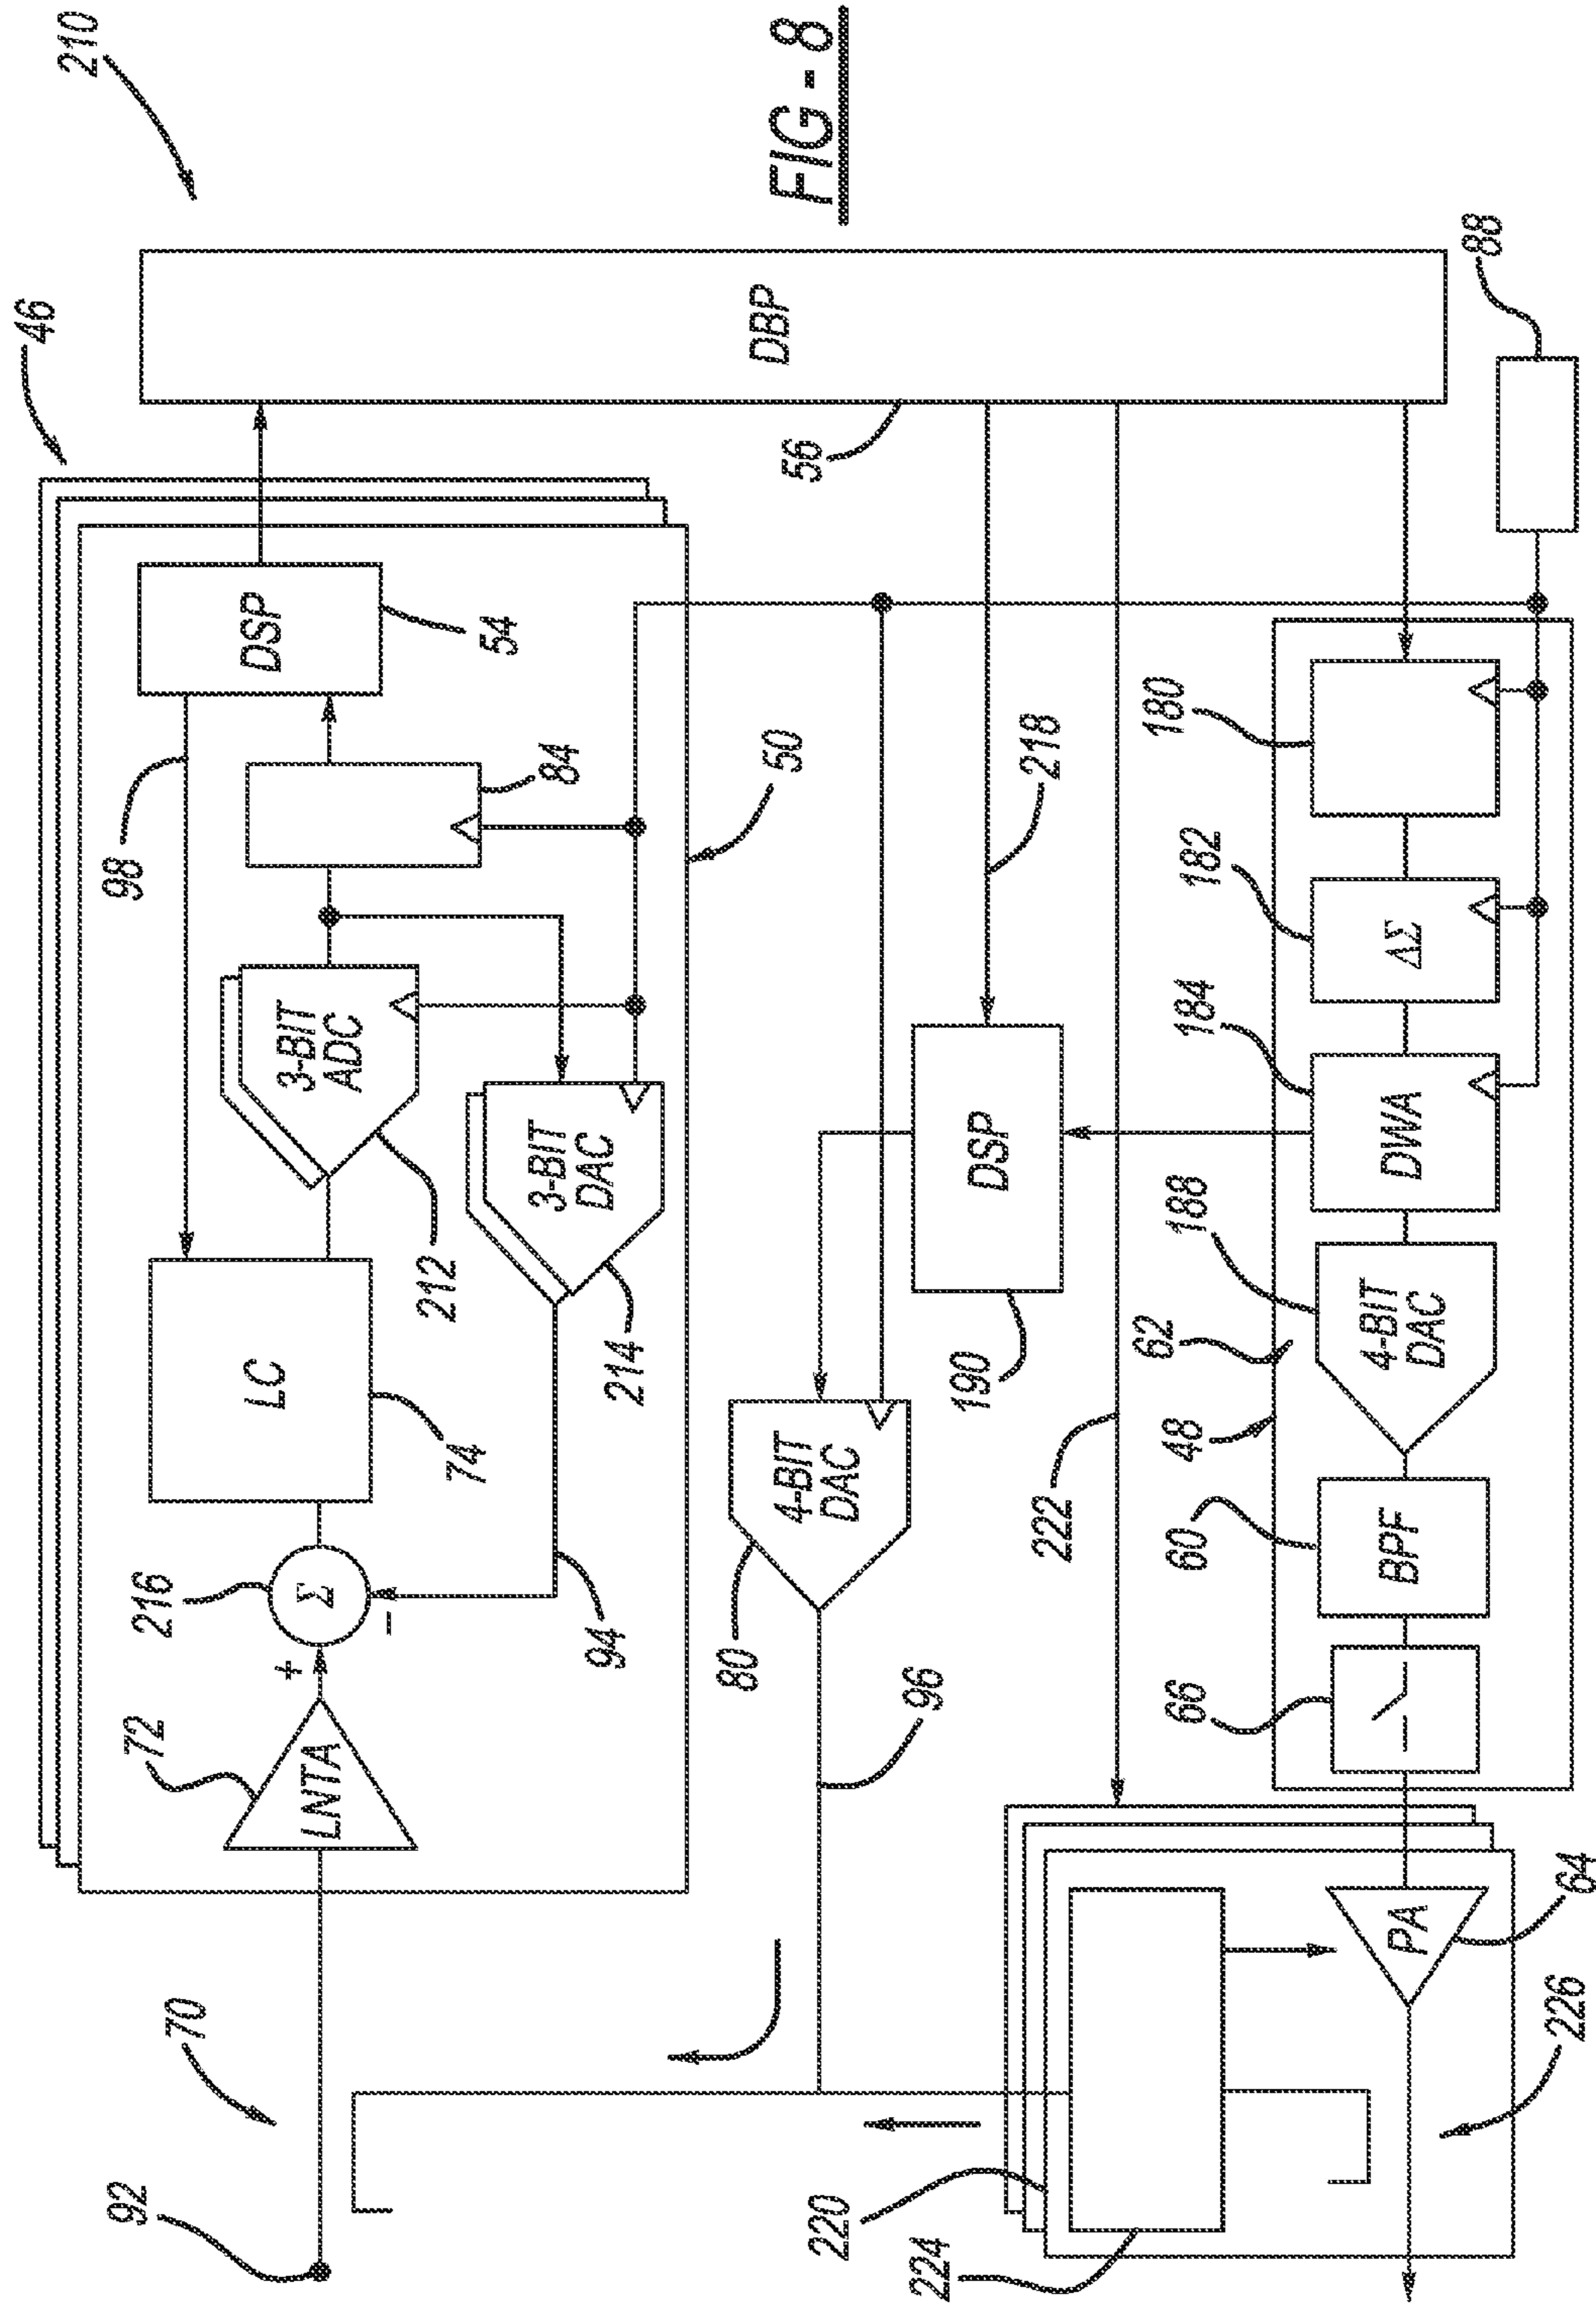 210
46
98
DSP
54
84
50
3-BIT
ADC
212
3-BIT
DAC
214
LC
74
216
Σ
+
−
94
72
LNTA
70
92
DBP
56
218
222
DSP
190
4-BIT
DAC
80
96
88
180
182
ΔΣ
184
DWA
188
4-BIT
DAC
62
48
60
BPF
66
PA
64
226
220
224
FIG - 8